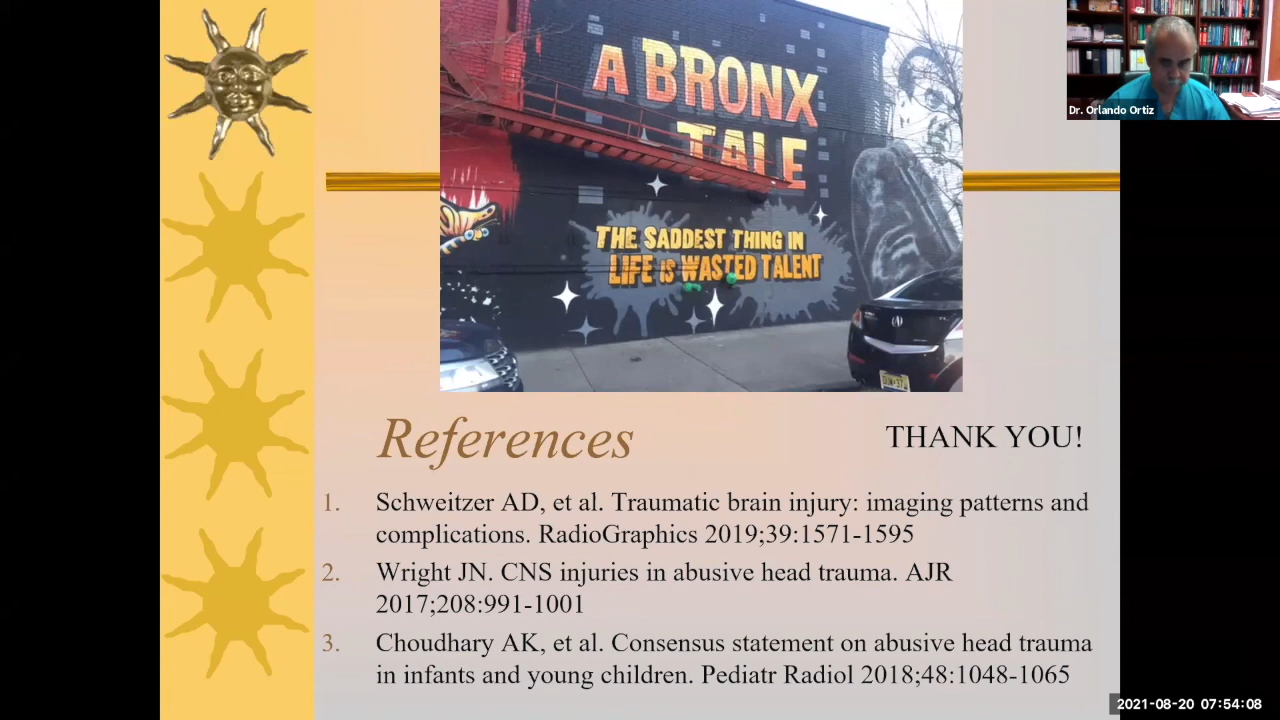 A BRONX
TALE
THE SADDEST THING IN
LIFE is WASTED TALENT
Dr. Orlando Ortiz
References
THANK YOU!
1. Schweitzer AD, et al. Traumatic brain injury: imaging patterns and
complications. RadioGraphics 2019;39:1571-1595
2. Wright JN. CNS injuries in abusive head trauma. AJR
2017;208:991-1001
3. Choudhary AK, et al. Consensus statement on abusive head trauma
in infants and young children. Pediatr Radiol 2018;48:1048-1065
2021-08-20 07:54:08